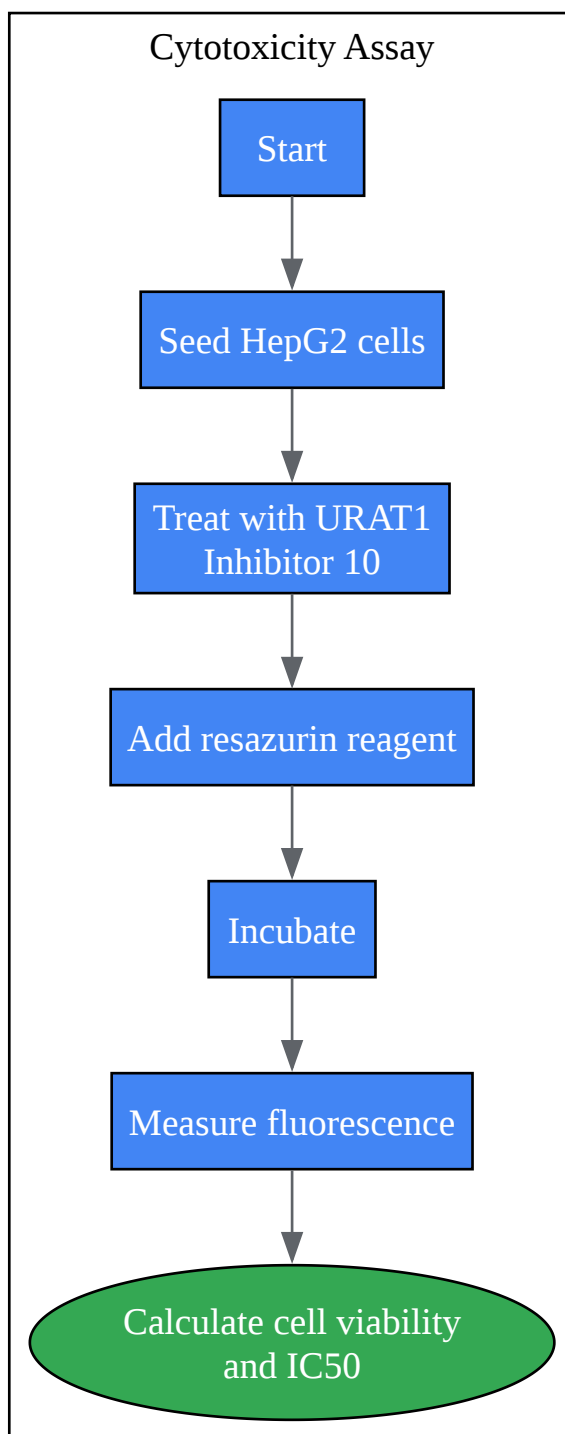 Cytotoxicity Assay
Start
Seed HepG2 cells
Treat with URAT1
Inhibitor 10
Add resazurin reagent
Incubate
Measure fluorescence
Calculate cell viability
and IC50